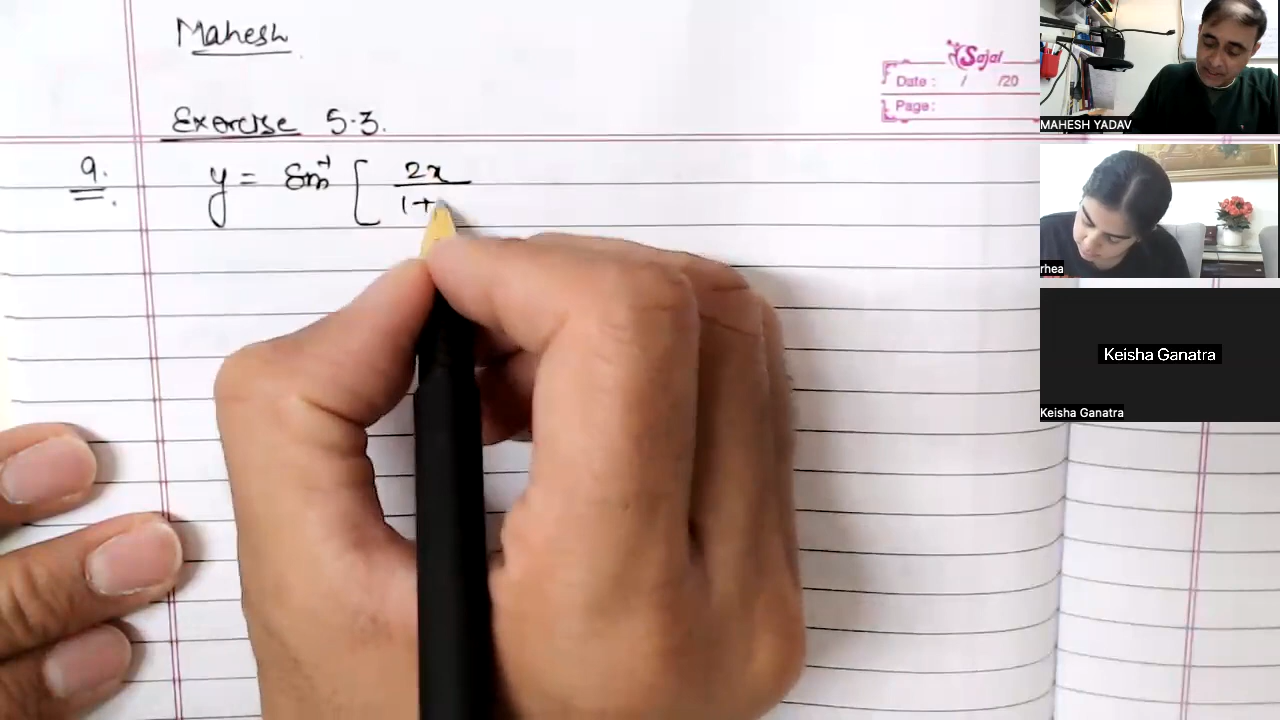 Mahesh
Sajal
Date : / /20
Page :
Exercise 5.3.
9. y = Sin⁻¹ [ 2x
1+
MAHESH YADAV
rhea
Keisha Ganatra
Keisha Ganatra